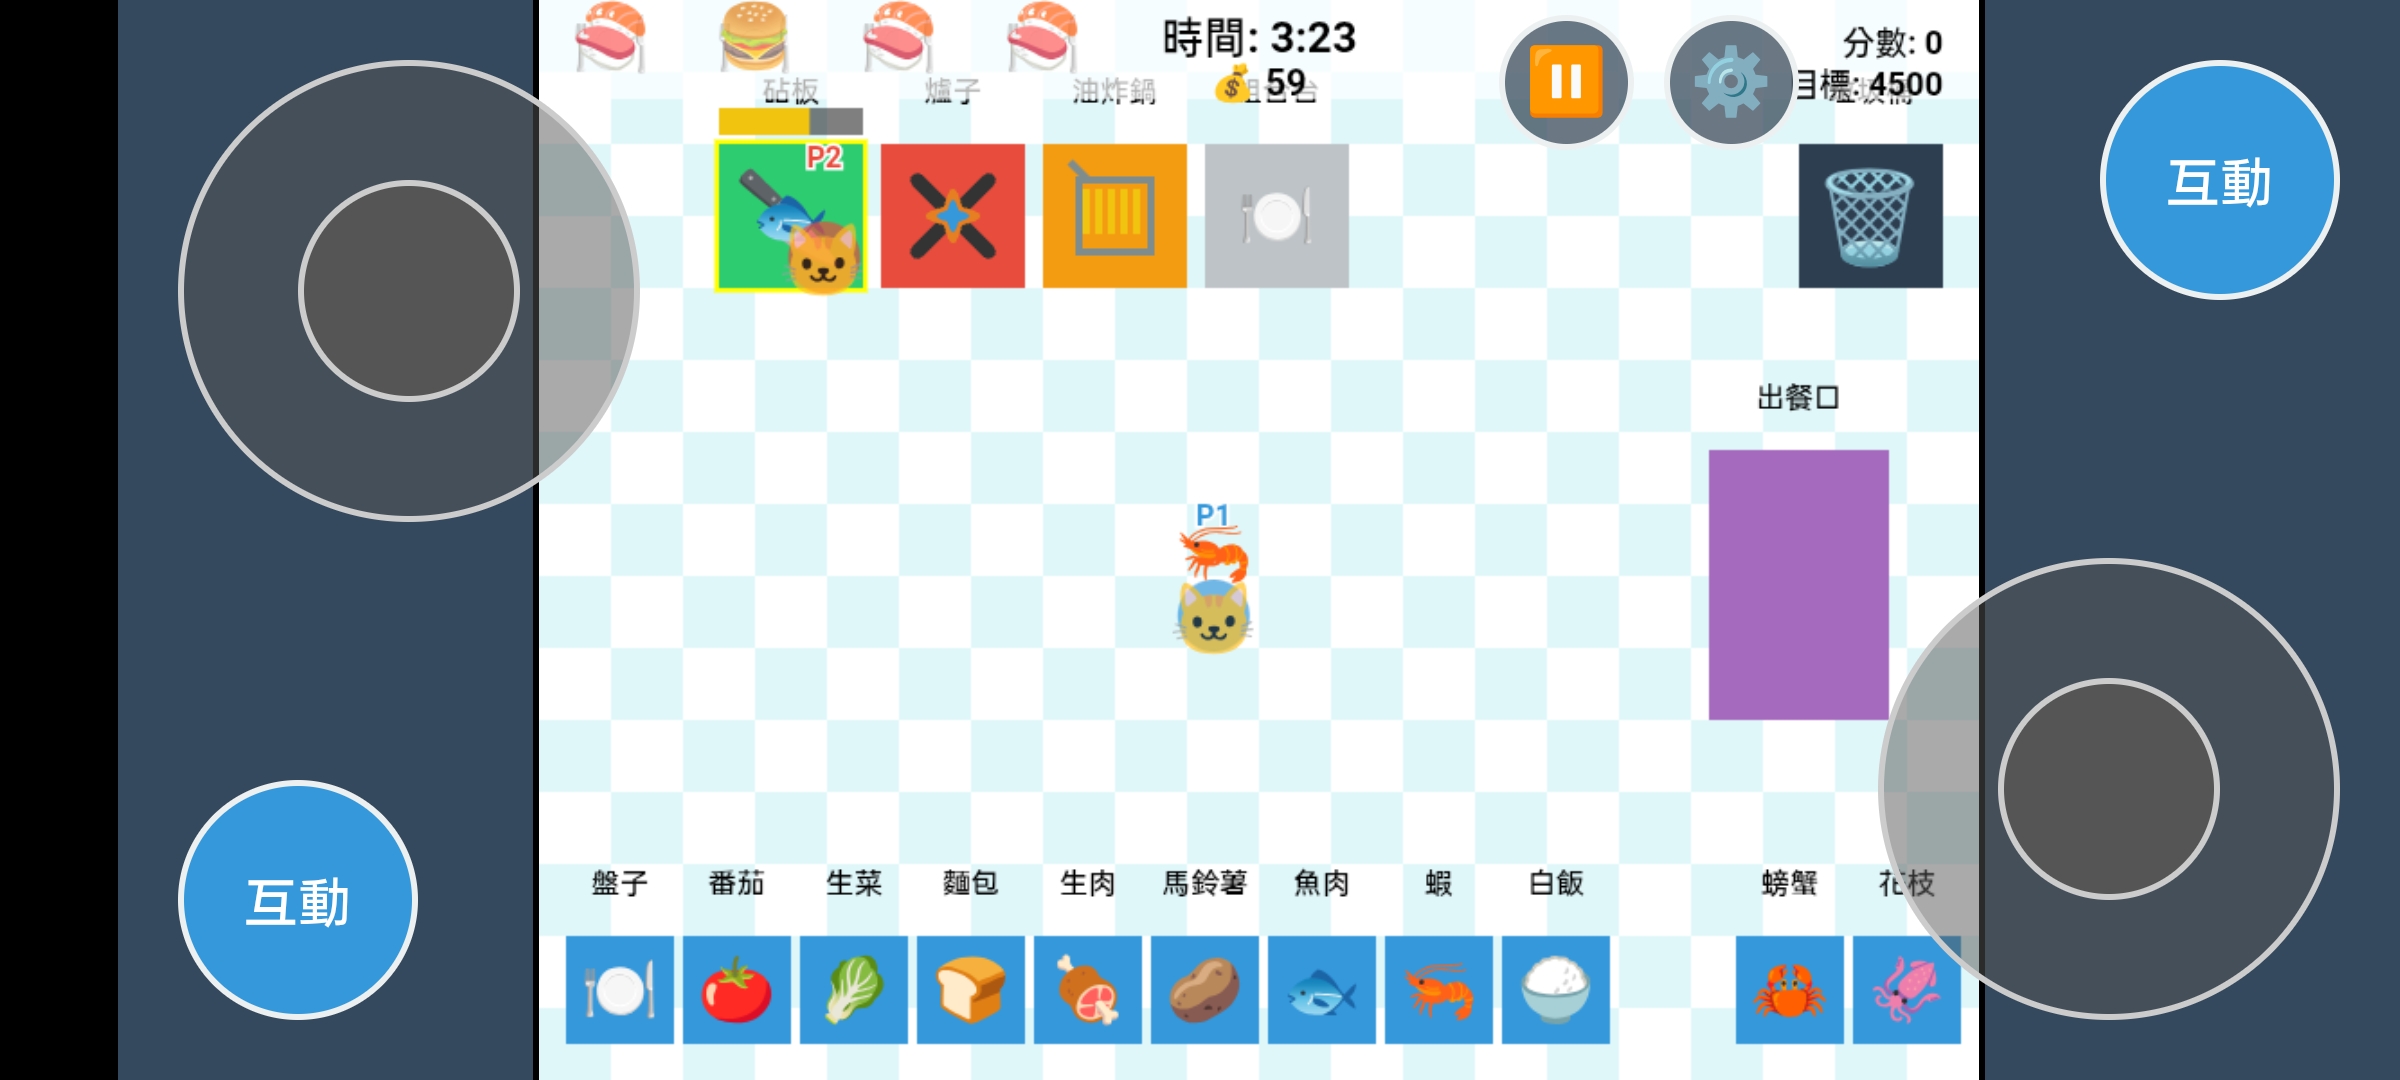 時間: 3:23
59
分數: 0
目標: 4500
砧板
爐子
油炸鍋
P2
互動
出餐口
P1
盤子
番茄
生菜
麵包
生肉
馬鈴薯
魚肉
蝦
白飯
螃蟹
花枝
互動